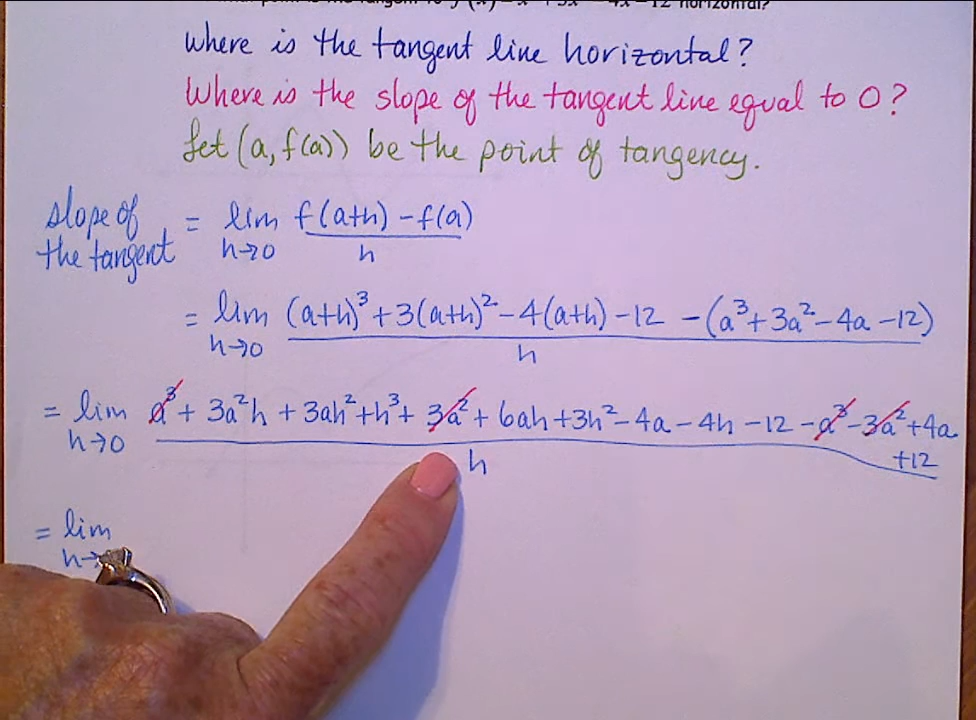 horizontal?
Where is the tangent line horizontal?
Where is the slope of the tangent line equal to 0?
Let (a, f(a)) be the point of tangency.
slope of the tangent = lim h→0 f(a+h) - f(a) / h
= lim h→0 (a+h)³ + 3(a+h)² - 4(a+h) - 12 - (a³ + 3a² - 4a - 12) / h
= lim h→0 a³ + 3a²h + 3ah² + h³ + 3a² + 6ah + 3h² - 4a - 4h - 12 - a³ - 3a² + 4a + 12 / h
= lim h→